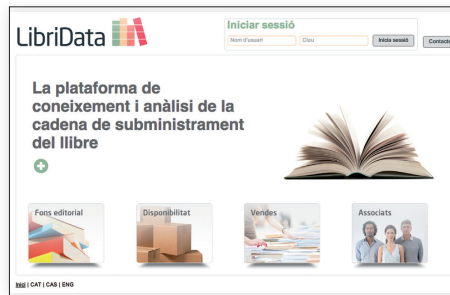 LibriData
Iniciar sessió
Nom d'usuari
Clau
Inicia sessió
Contacte
La plataforma de
coneixement i anàlisi de la
cadena de subministrament
del llibre
Fons editorial
Disponibilitat
Vendes
Associats
Inici | CAT | CAS | ENG